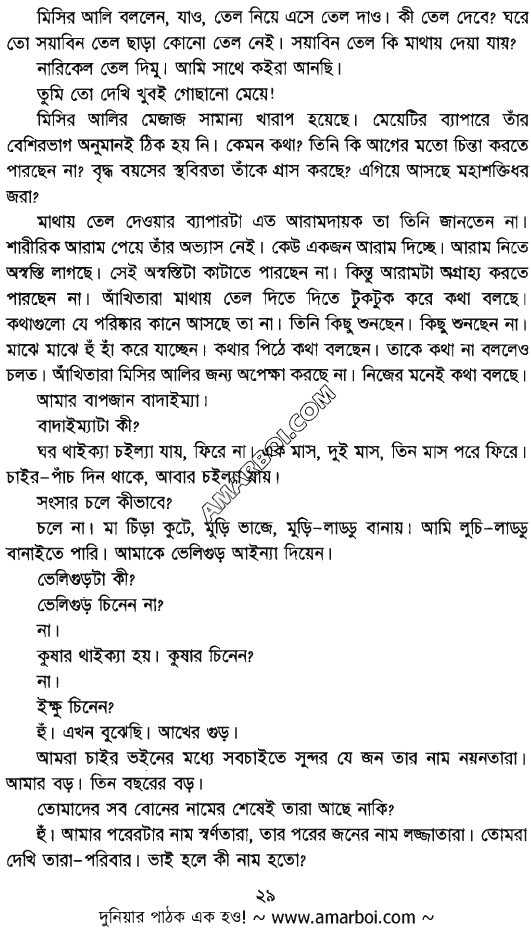 মিসির আলি বললেন, যাও, তেল নিয়ে এসে তেল দাও। কী তেল দেবে? ঘরে
তো সয়াবিন তেল ছাড়া কোনো তেল নেই। সয়াবিন তেল কি মাথায় দেয়া যায়?
নারিকেল তেল দিমু। আমি সাথে কইরা আনছি।
তুমি তো দেখি খুবই গোছানো মেয়ে!
মিসির আলির মেজাজ সামান্য খারাপ হয়েছে। মেয়েটির ব্যাপারে তাঁর
বেশিরভাগ অনুমানই ঠিক হয় নি। কেমন কথা? তিনি কি আগের মতো চিন্তা করতে
পারছেন না? বৃদ্ধ বয়সের স্থবিরতা তাঁকে গ্রাস করছে? এগিয়ে আসছে মহাশক্তিধর
জরা?
মাথায় তেল দেওয়ার ব্যাপারটা এত আরামদায়ক তা তিনি জানতেন না।
শারীরিক আরাম পেয়ে তাঁর অভ্যাস নেই। কেউ একজন আরাম দিচ্ছে। আরাম নিতে
অস্বস্তি লাগছে। সেই অস্বস্তিটা কাটাতে পারছেন না। কিন্তু আরামটা অগ্রাহ্য করতে
পারছেন না। আঁখিতারা মাথায় তেল দিতে দিতে টুকটুক করে কথা বলছে।
কথাগুলো যে পরিষ্কার কানে আসছে তা না। তিনি কিছু শুনছেন। কিছু শুনছেন না।
মাঝে মাঝে হুঁ হাঁ করে যাচ্ছেন। কথার পিঠে কথা বলছেন। তাকে কথা না বললেও
চলত। আঁখিতারা মিসির আলির জন্য অপেক্ষা করছে না। নিজের মনেই কথা বলছে।
আমার বাপজান বাদাইম্যা।
বাদাইম্যাটা কী?
ঘর থাইক্যা চইল্যা যায়, ফিরে না। এক মাস, দুই মাস, তিন মাস পরে ফিরে।
চাইর-পাঁচ দিন থাকে, আবার চইল্যা যায়।
সংসার চলে কীভাবে?
চলে না। মা চিঁড়া কুটে, মুড়ি ভাজে, মুড়ি-লাড্ডু বানায়। আমি লুচি-লাড্ডু
বানাইতে পারি। আমাকে ভেলিগুড় আইন্যা দিয়েন।
ভেলিগুড়টা কী?
ভেলিগুড় চিনেন না?
না।
কুষার থাইক্যা হয়। কুষার চিনেন?
না।
ইক্ষু চিনেন?
হুঁ। এখন বুঝেছি। আখের গুড়।
আমরা চাইর ভইনের মধ্যে সবচাইতে সুন্দর যে জন তার নাম নয়নতারা।
আমার বড়। তিন বছরের বড়।
তোমাদের সব বোনের নামের শেষেই তারা আছে নাকি?
হুঁ। আমার পরেরটার নাম স্বর্ণতারা, তার পরের জনের নাম লজ্জাতারা। তোমরা
দেখি তারা-পরিবার। ভাই হলে কী নাম হতো?
AMARBOI.COM
২৯
দুনিয়ার পাঠক এক হও! ~ www.amarboi.com ~